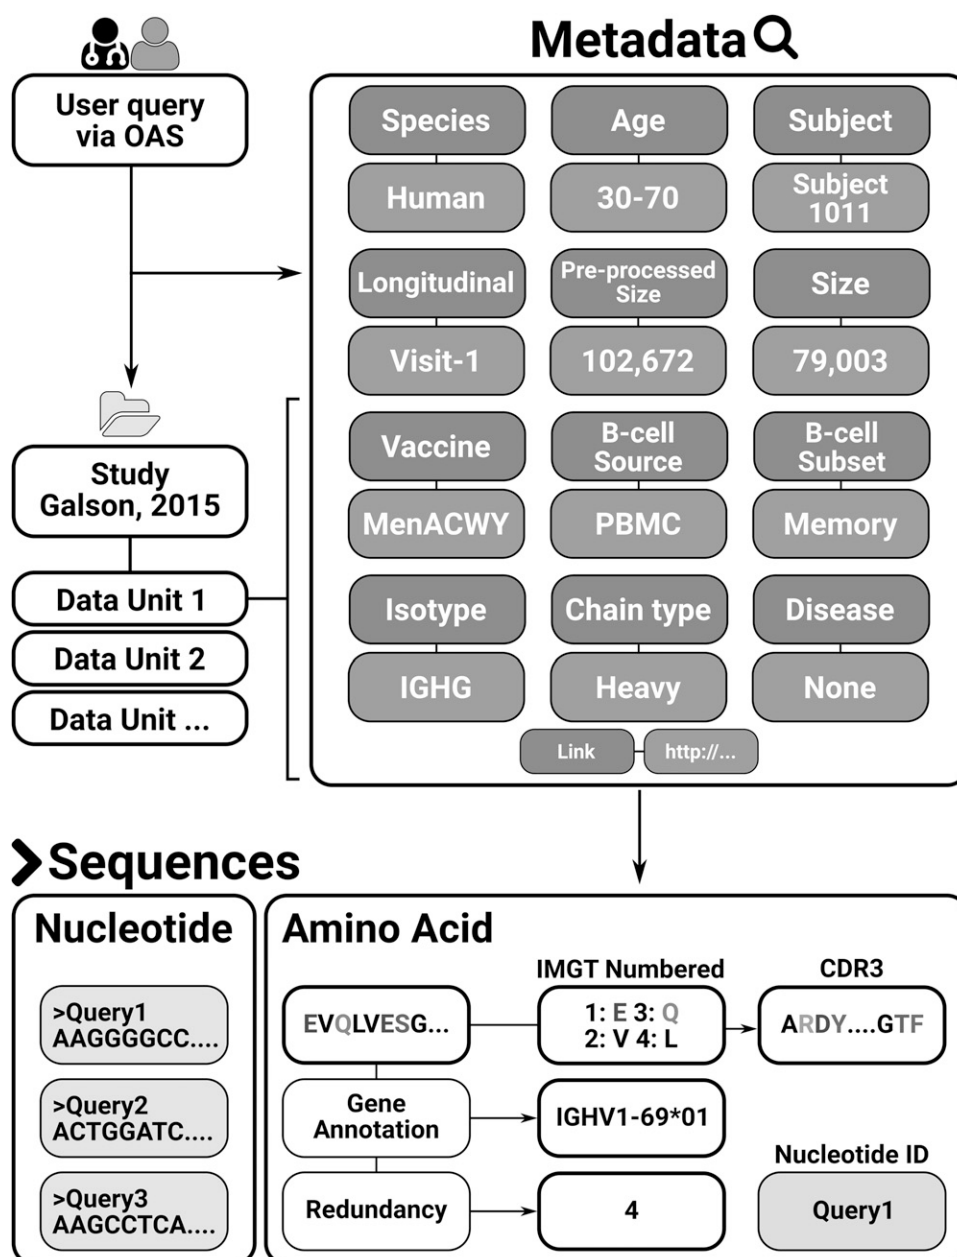 User query
via OAS
Metadata
Species
Age
Subject
Human
30-70
Subject
1011
Longitudinal
Pre-processed
Size
Size
Visit-1
102,672
79,003
Vaccine
B-cell
Source
B-cell
Subset
MenACWY
PBMC
Memory
Isotype
Chain type
Disease
IGHG
Heavy
None
Link
http://...
Study
Galson, 2015
Data Unit 1
Data Unit 2
Data Unit ...
Sequences
Nucleotide
>Query1
AAGGGGCC....
>Query2
ACTGGATC....
>Query3
AAGCCTCA....
Amino Acid
EVQLVESG...
IMGT Numbered
1: E 3: Q
2: V 4: L
CDR3
ARDY....GTF
Gene
Annotation
IGHV1-69*01
Redundancy
4
Nucleotide ID
Query1